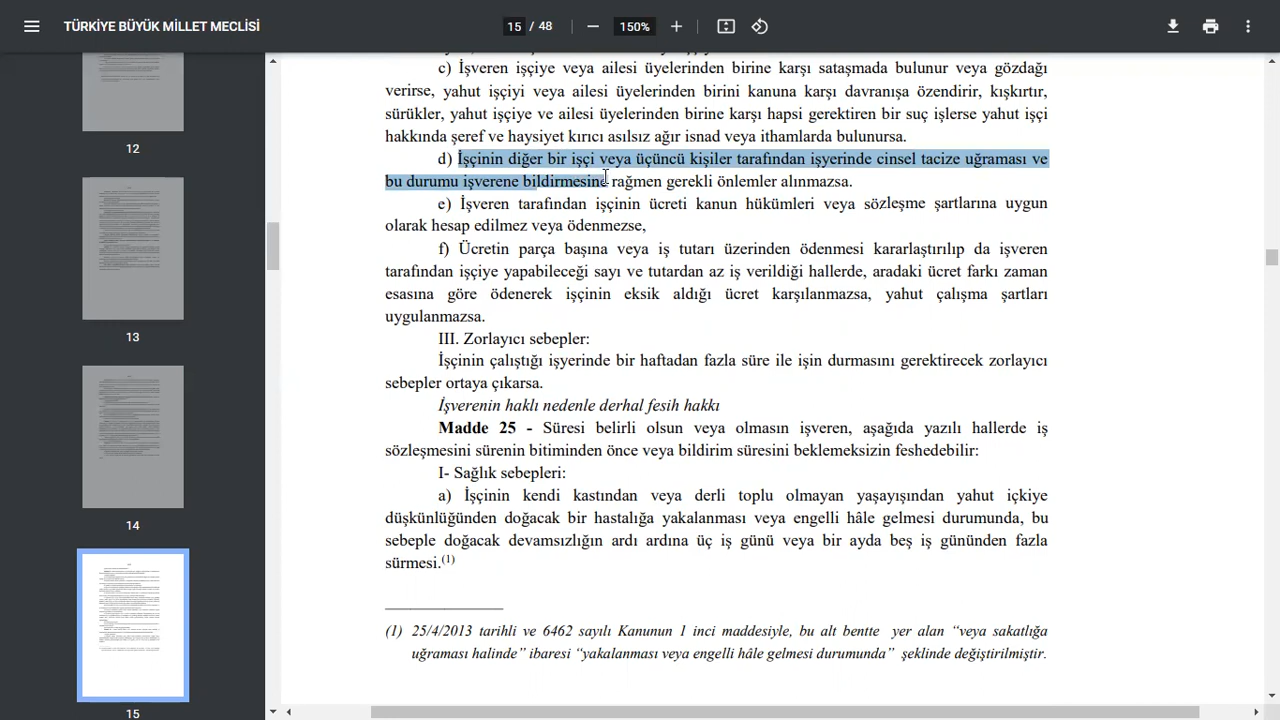 TÜRKİYE BÜYÜK MİLLET MECLİSİ
15 / 48
150%
12
13
14
15
c) İşveren işçiye veya ailesi üyelerinden birine karşı sataşmada bulunur veya gözdağı
verirse, yahut işçiyi veya ailesi üyelerinden birini kanuna karşı davranışa özendirir, kışkırtır,
sürükler, yahut işçiye ve ailesi üyelerinden birine karşı hapsi gerektiren bir suç işlerse yahut işçi
hakkında şeref ve haysiyet kırıcı asılsız ağır isnad veya ithamlarda bulunursa.
d) İşçinin diğer bir işçi veya üçüncü kişiler tarafından işyerinde cinsel tacize uğraması ve
bu durumu işverene bildirmesine rağmen gerekli önlemler alınmazsa.
e) İşveren tarafından işçinin ücreti kanun hükümleri veya sözleşme şartlarına uygun
olarak hesap edilmez veya ödenmezse,
f) Ücretin parça başına veya iş tutarı üzerinden ödenmesi kararlaştırılıp da işveren
tarafından işçiye yapabileceği sayı ve tutardan az iş verildiği hallerde, aradaki ücret farkı zaman
esasına göre ödenerek işçinin eksik aldığı ücret karşılanmazsa, yahut çalışma şartları
uygulanmazsa.
III. Zorlayıcı sebepler:
İşçinin çalıştığı işyerinde bir haftadan fazla süre ile işin durmasını gerektirecek zorlayıcı
sebepler ortaya çıkarsa.
İşverenin haklı nedenle derhal fesih hakkı
Madde 25 - Süresi belirli olsun veya olmasın işveren, aşağıda yazılı hallerde iş
sözleşmesini sürenin bitiminden önce veya bildirim süresini beklemeksizin feshedebilir:
I- Sağlık sebepleri:
a) İşçinin kendi kastından veya derli toplu olmayan yaşayışından yahut içkiye
düşkünlüğünden doğacak bir hastalığa yakalanması veya engelli hâle gelmesi durumunda, bu
sebeple doğacak devamsızlığın ardı ardına üç iş günü veya bir ayda beş iş gününden fazla
sürmesi.(1)
(1) 22/4/2013 tarihli ve 6462 sayılı Kanunun 1 inci maddesiyle, bu bentte yer alan “veya sakatlığa
uğraması halinde” ibaresi “yakalanması veya engelli hâle gelmesi durumunda” şeklinde değiştirilmiştir.